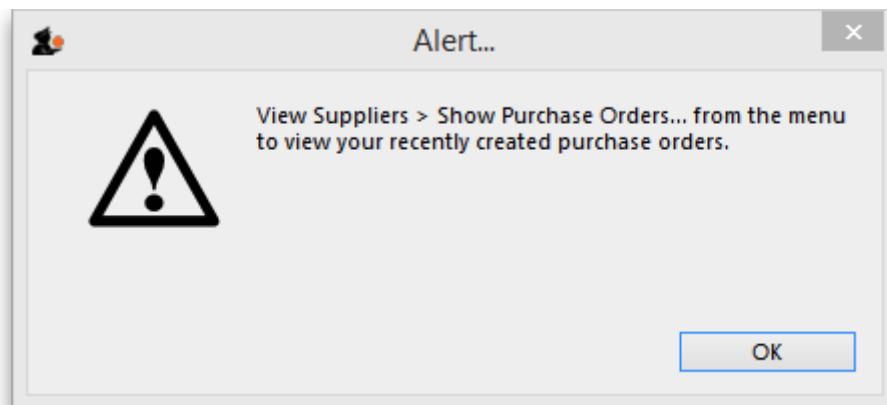 Alert...
View Suppliers > Show Purchase Orders... from the menu
to view your recently created purchase orders.
OK